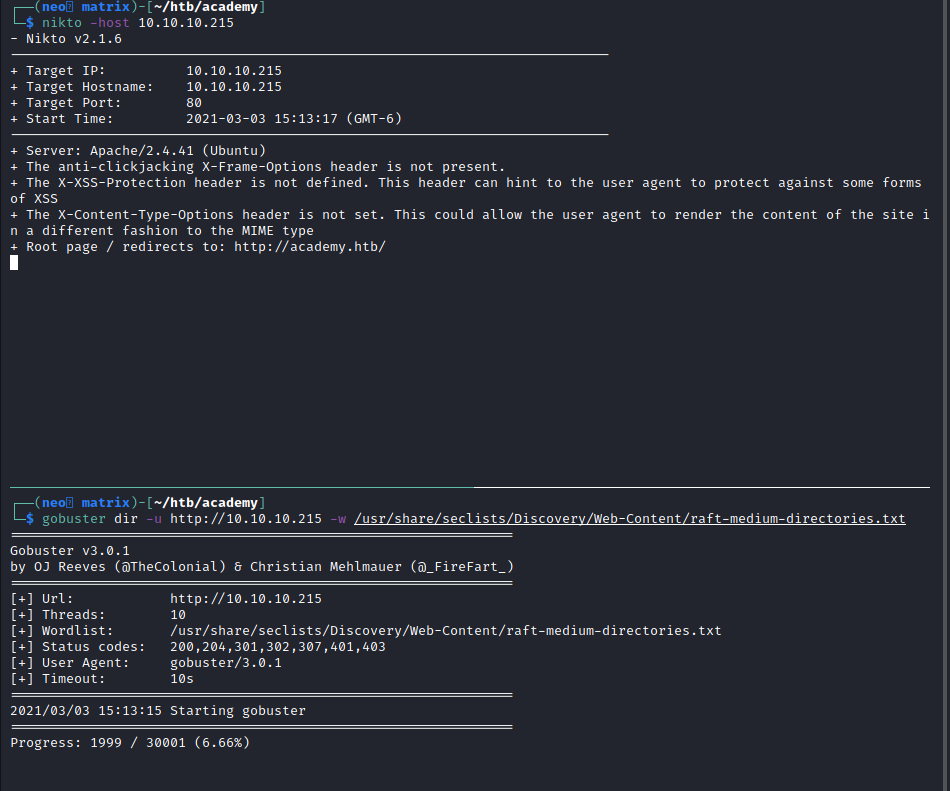 ┌──(neo㉿ matrix)-[~/htb/academy]
└─$ nikto -host 10.10.10.215
- Nikto v2.1.6
+ Target IP:          10.10.10.215
+ Target Hostname:    10.10.10.215
+ Target Port:        80
+ Start Time:         2021-03-03 15:13:17 (GMT-6)
+ Server: Apache/2.4.41 (Ubuntu)
+ The anti-clickjacking X-Frame-Options header is not present.
+ The X-XSS-Protection header is not defined. This header can hint to the user agent to protect against some forms
of XSS
+ The X-Content-Type-Options header is not set. This could allow the user agent to render the content of the site i
n a different fashion to the MIME type
+ Root page / redirects to: http://academy.htb/
┌──(neo matrix)-[~/htb/academy]
└─$ gobuster dir -u http://10.10.10.215 -w /usr/share/seclists/Discovery/Web-Content/raft-medium-directories.txt
Gobuster v3.0.1
by OJ Reeves (@TheColonial) & Christian Mehlmauer (@_FireFart_)
[+] Url:            http://10.10.10.215
[+] Threads:        10
[+] Wordlist:       /usr/share/seclists/Discovery/Web-Content/raft-medium-directories.txt
[+] Status codes:   200,204,301,302,307,401,403
[+] User Agent:     gobuster/3.0.1
[+] Timeout:        10s
2021/03/03 15:13:15 Starting gobuster
Progress: 1999 / 30001 (6.66%)